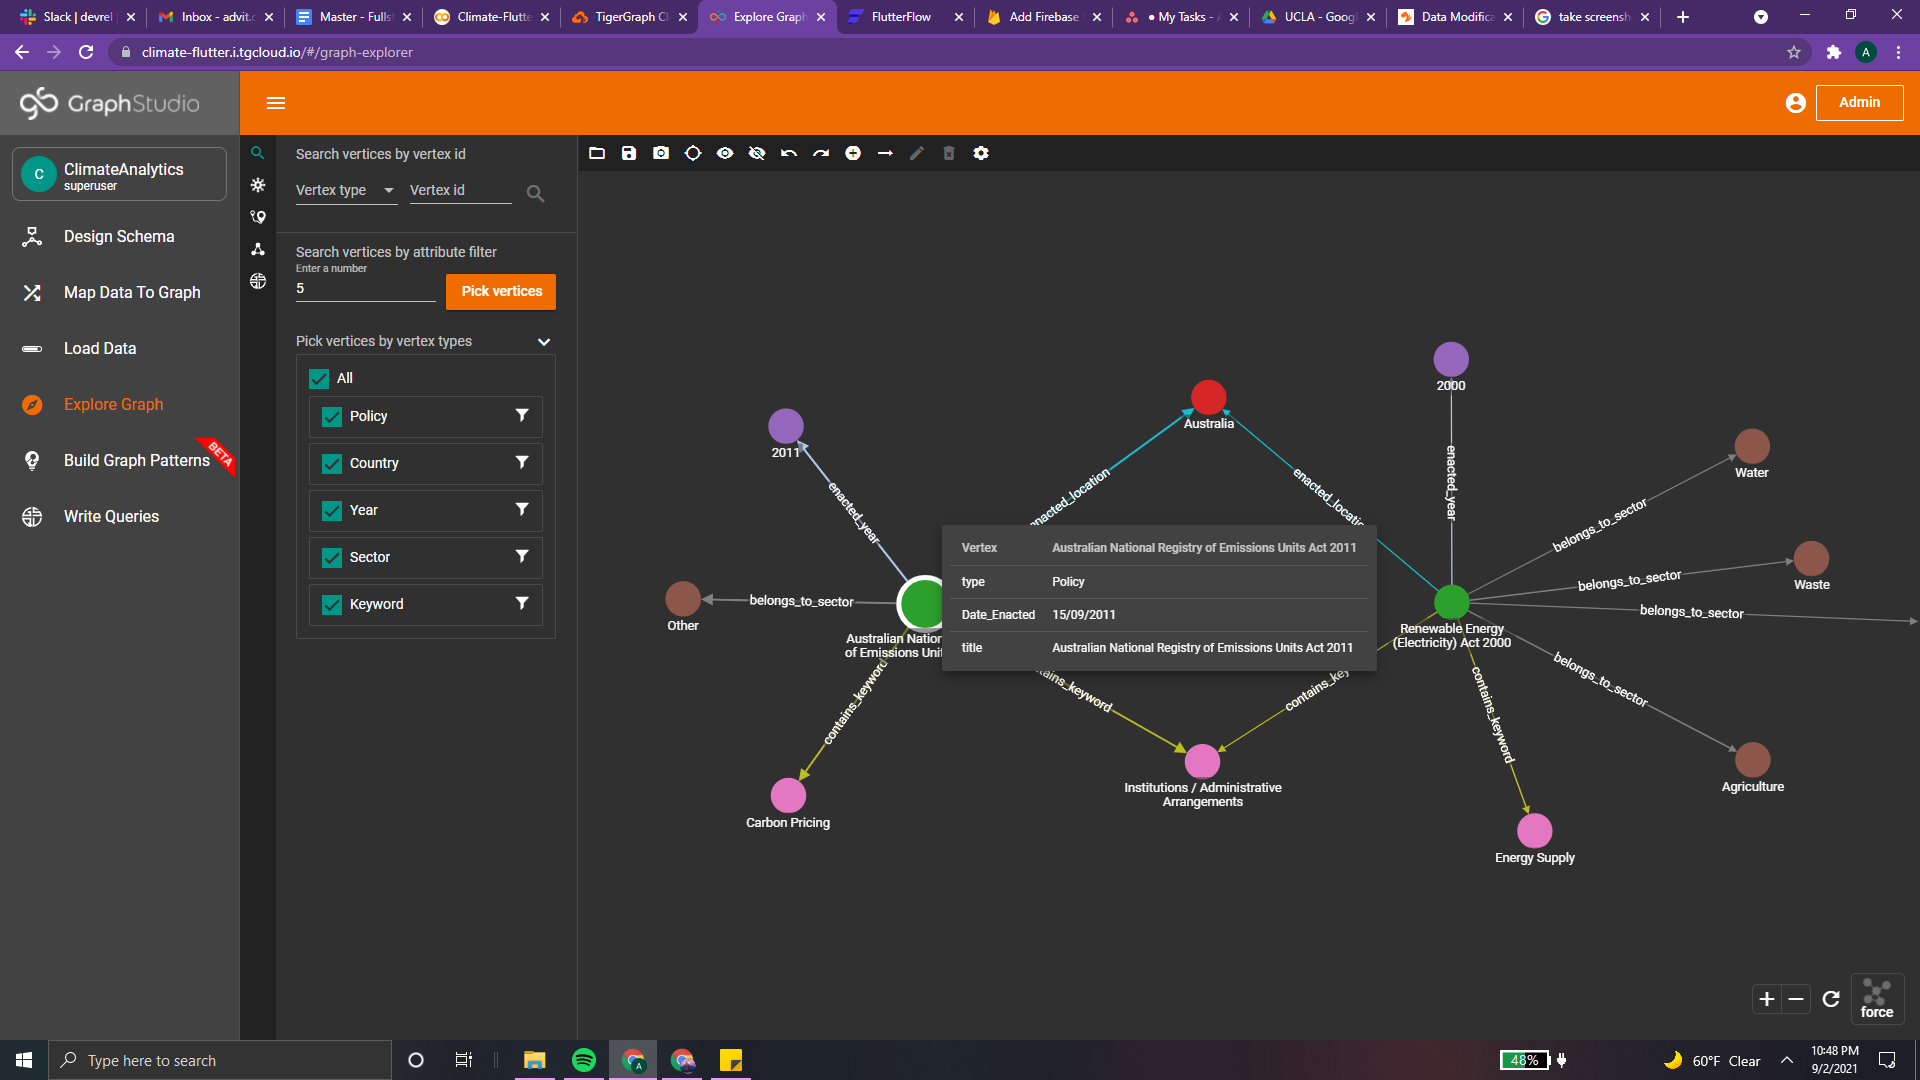 Slack | devrel
Inbox - advit.c
Master - Fulls
Climate-Flutte
TigerGraph Cl
Explore Graph
FlutterFlow
Add Firebase
• My Tasks - A
UCLA - Googl
Data Modifica
take screensh
climate-flutter.i.tgcloud.io/#/graph-explorer
A
GraphStudio
Admin
C
ClimateAnalytics
superuser
Design Schema
Map Data To Graph
Load Data
Explore Graph
Build Graph Patterns
BETA
Write Queries
Search vertices by vertex id
Vertex type
Vertex id
Search vertices by attribute filter
Enter a number
5
Pick vertices
Pick vertices by vertex types
All
Policy
Country
Year
Sector
Keyword
2000
Australia
2011
Water
enacted_year
enacted_location
enacted_locatio
enacted_year
belongs_to_sector
Vertex Australian National Registry of Emissions Units Act 2011
type Policy
Date_Enacted 15/09/2011
title Australian National Registry of Emissions Units Act 2011
belongs_to_sector
Waste
belongs_to_sector
Other
belongs_to_sector
Australian Nation
of Emissions Unit
Renewable Energy
(Electricity) Act 2000
contains_keyword
tains_keyword
contains_key
contains_keyword
belongs_to_sector
Institutions / Administrative
Arrangements
Agriculture
Carbon Pricing
Energy Supply
force
Type here to search
A
48%
60°F Clear
10:48 PM
9/2/2021